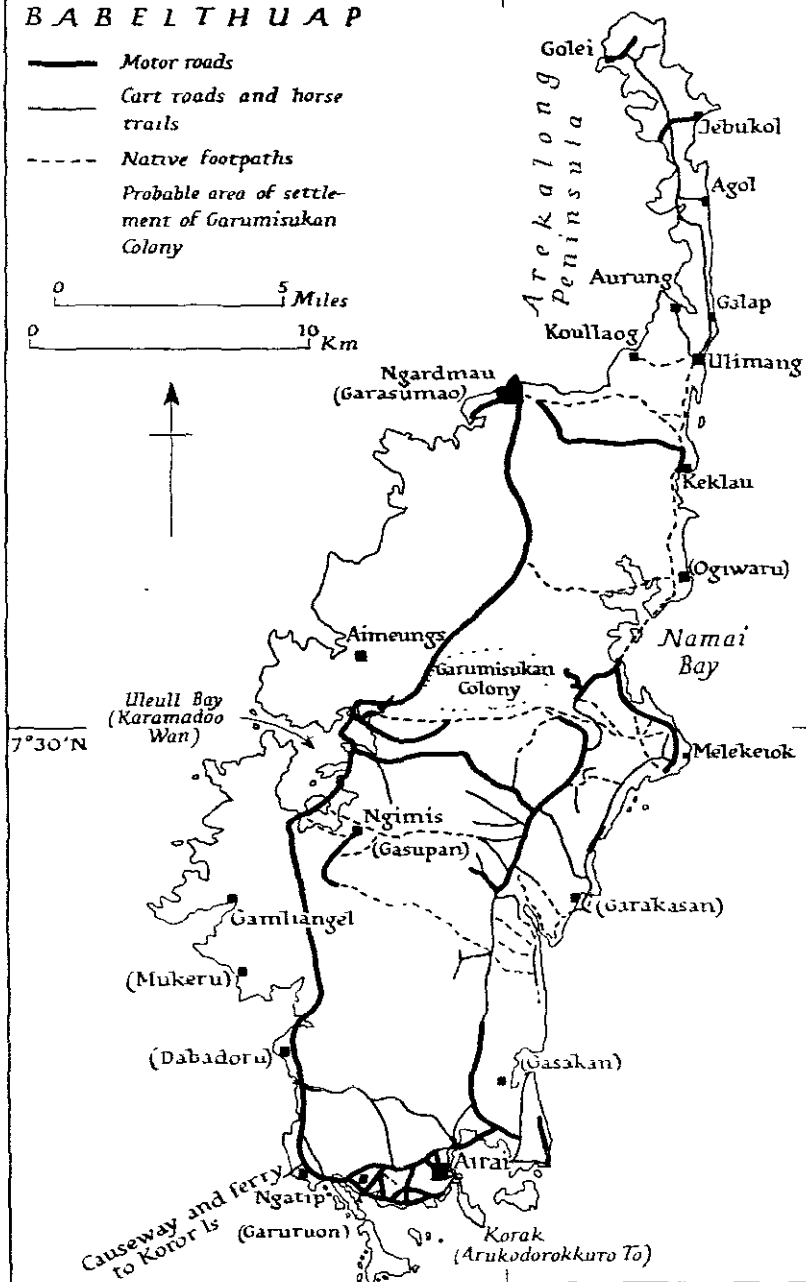 BABELTHUAP
Motor roads
Cart roads and horse
trails
Native footpaths
Probable area of settle-
ment of Garumisukan
Colony
0 5 Miles
0 10 Km
Golei
Arekalong
Peninsula
Jebukol
Agol
Aurung
Galap
Koullaog
Ulimang
Ngardmau
(Garasumao)
Keklau
(Ogiwaru)
Namai
Bay
Aimeungs
Garumisukan
Colony
Uleull Bay
(Karamadoo
Wan)
7°30'N
Melekeiok
Ngimis
(Gasupan)
Gamliangel
(Garakasan)
(Mukeru)
(Dabadoru)
(Gasakan)
Airai
Ngatip
(Garuruon)
Causeway and ferry
to Koror Is
Korak
(Arukodorokkuro To)